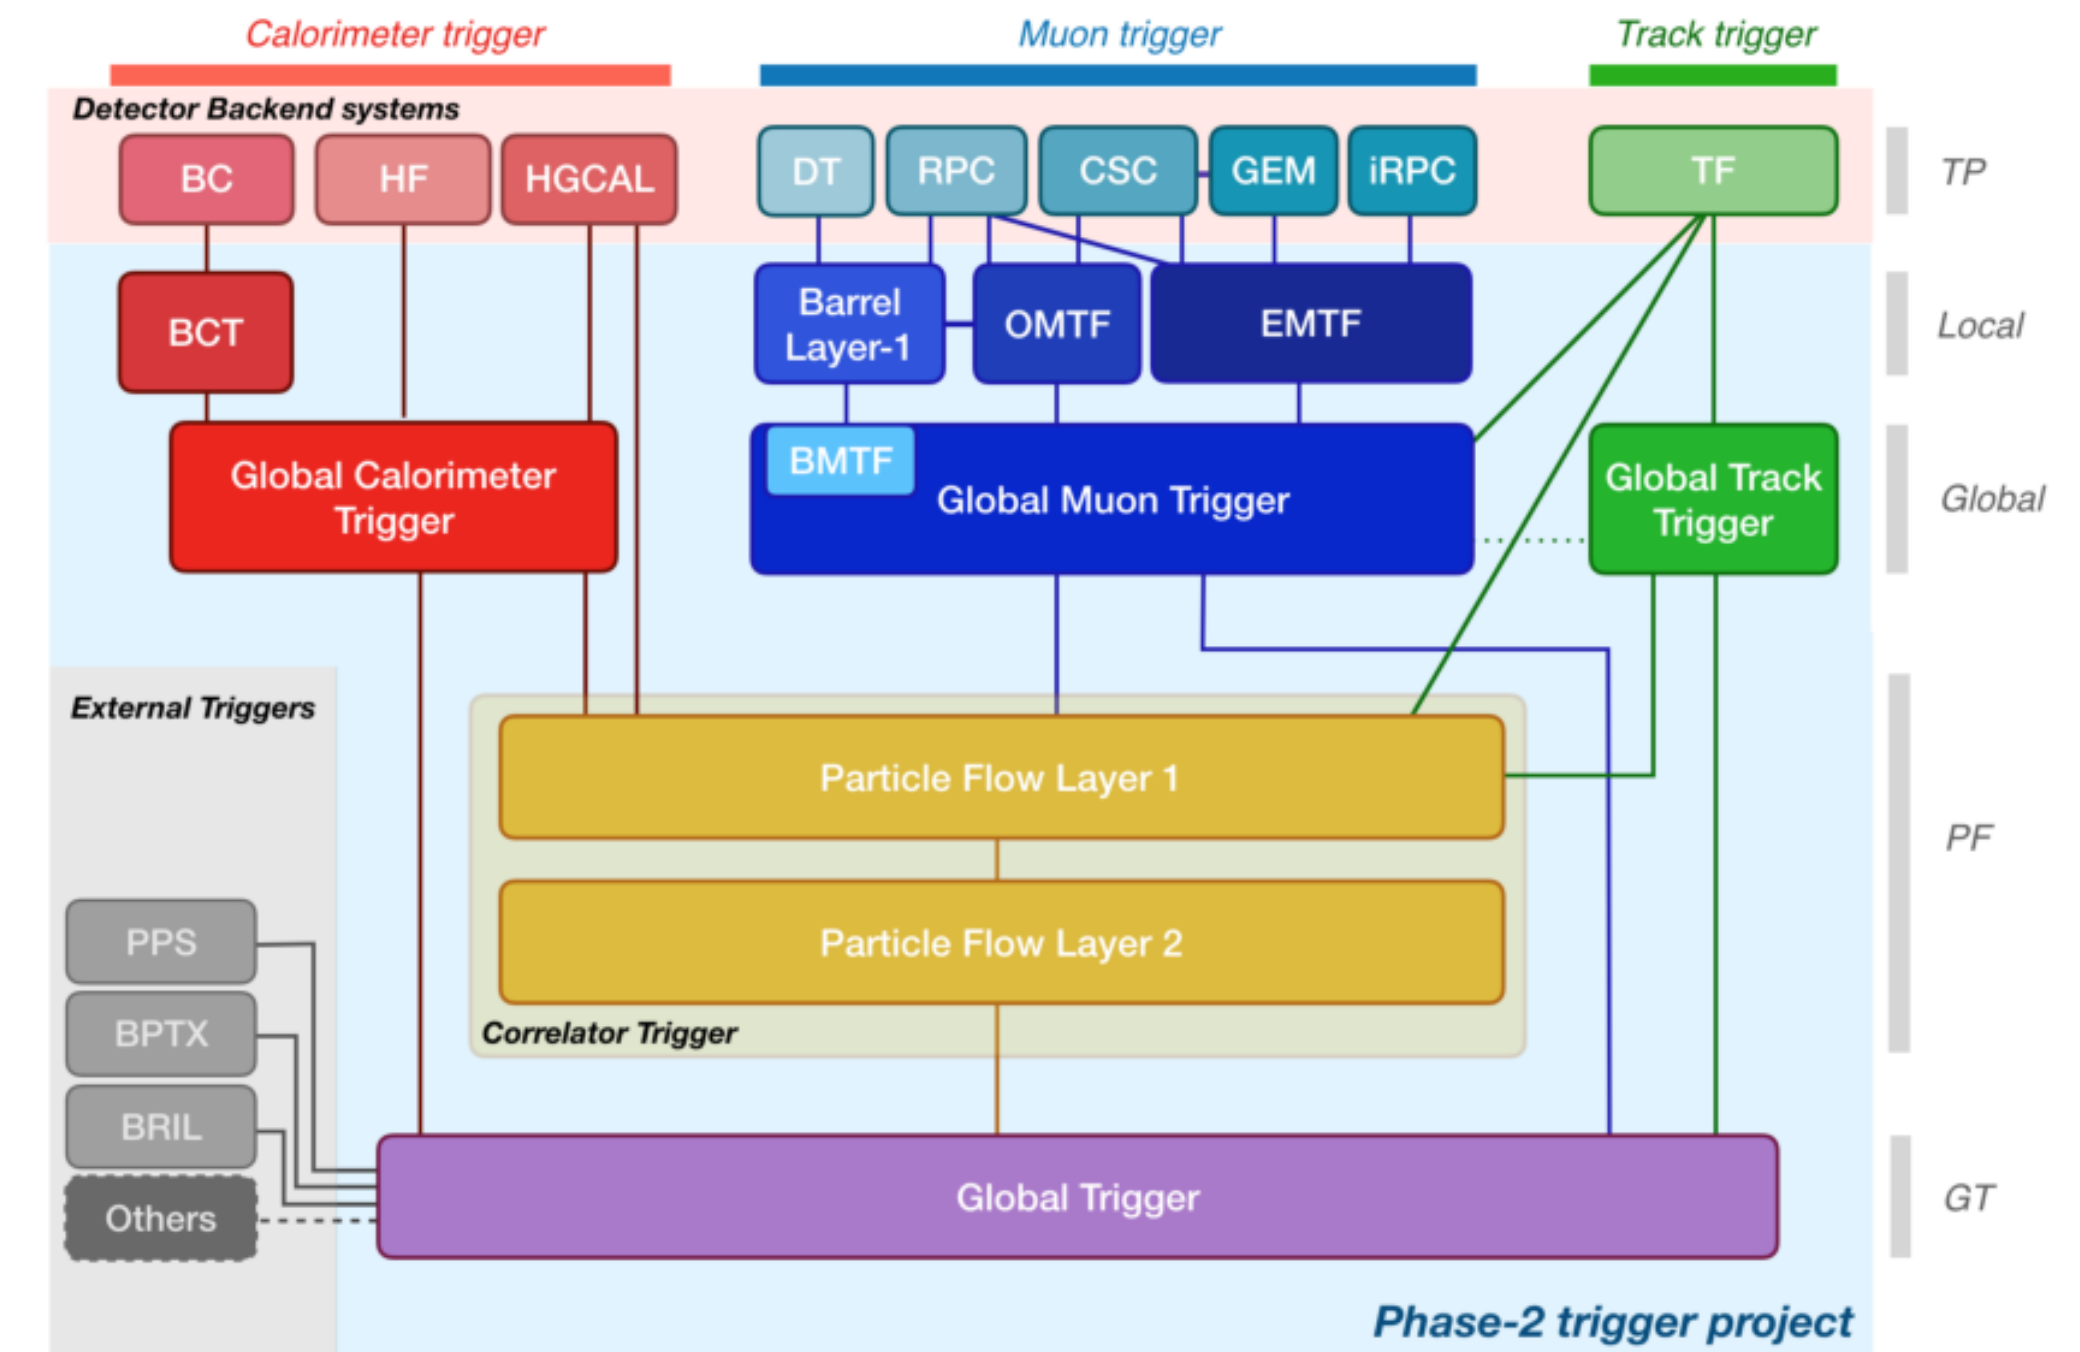 Calorimeter trigger
Muon trigger
Track trigger
Detector Backend systems
BC
HF
HGCAL
DT
RPC
CSC
GEM
iRPC
TF
TP
BCT
Barrel
Layer-1
OMTF
EMTF
Local
Global Calorimeter
Trigger
BMTF
Global Muon Trigger
Global Track
Trigger
Global
External Triggers
Particle Flow Layer 1
PF
Particle Flow Layer 2
Correlator Trigger
PPS
BPTX
BRIL
Others
Global Trigger
GT
Phase-2 trigger project